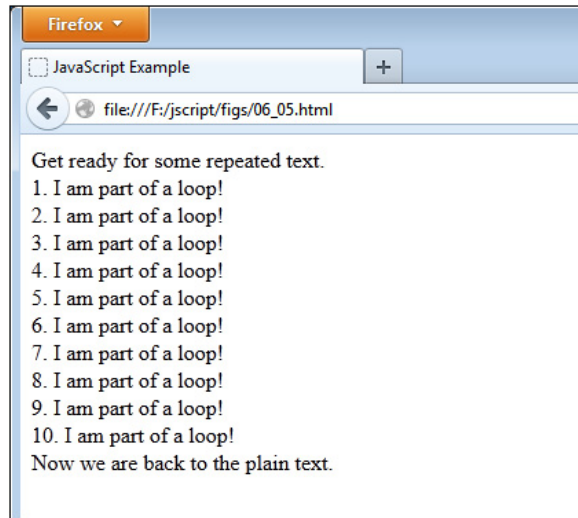 Firefox
JavaScript Example
file:///F:/jscript/figs/06_05.html
Get ready for some repeated text.
1. I am part of a loop!
2. I am part of a loop!
3. I am part of a loop!
4. I am part of a loop!
5. I am part of a loop!
6. I am part of a loop!
7. I am part of a loop!
8. I am part of a loop!
9. I am part of a loop!
10. I am part of a loop!
Now we are back to the plain text.